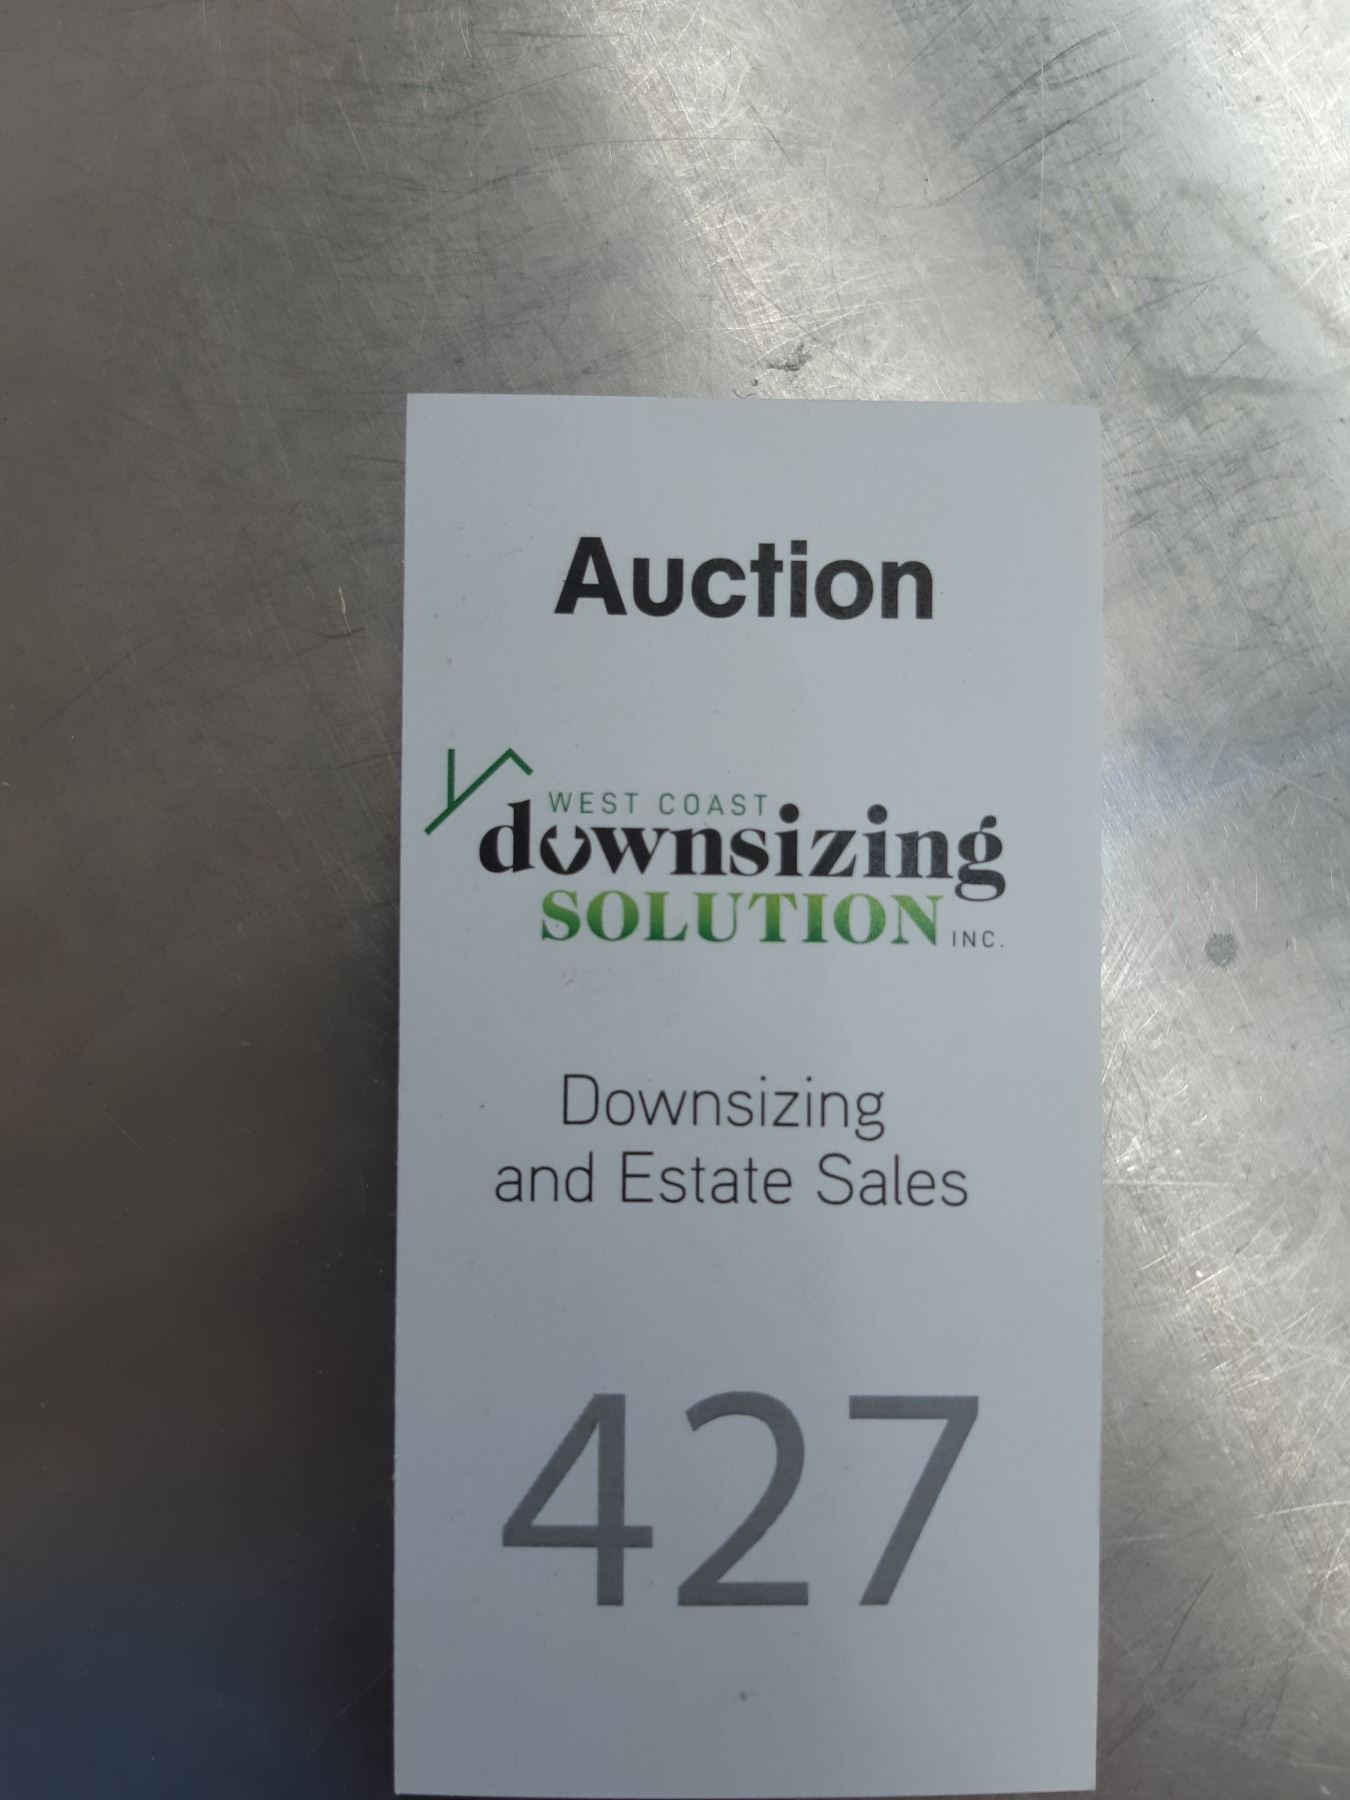 Auction
WEST COAST
downsizing
SOLUTION INC.
Downsizing
and Estate Sales
427